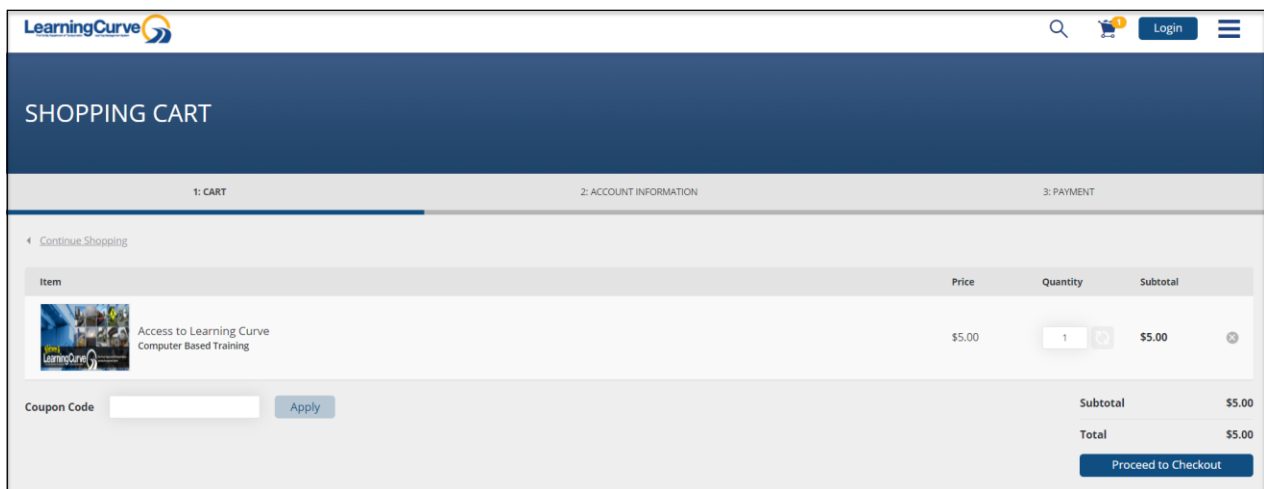 LearningCurve
1
Login
SHOPPING CART
1: CART
2: ACCOUNT INFORMATION
3: PAYMENT
Continue Shopping
Item Price Quantity Subtotal
LearningCurve
Access to Learning Curve
Computer Based Training
$5.00 1 $5.00
Coupon Code Apply
Subtotal $5.00
Total $5.00
Proceed to Checkout